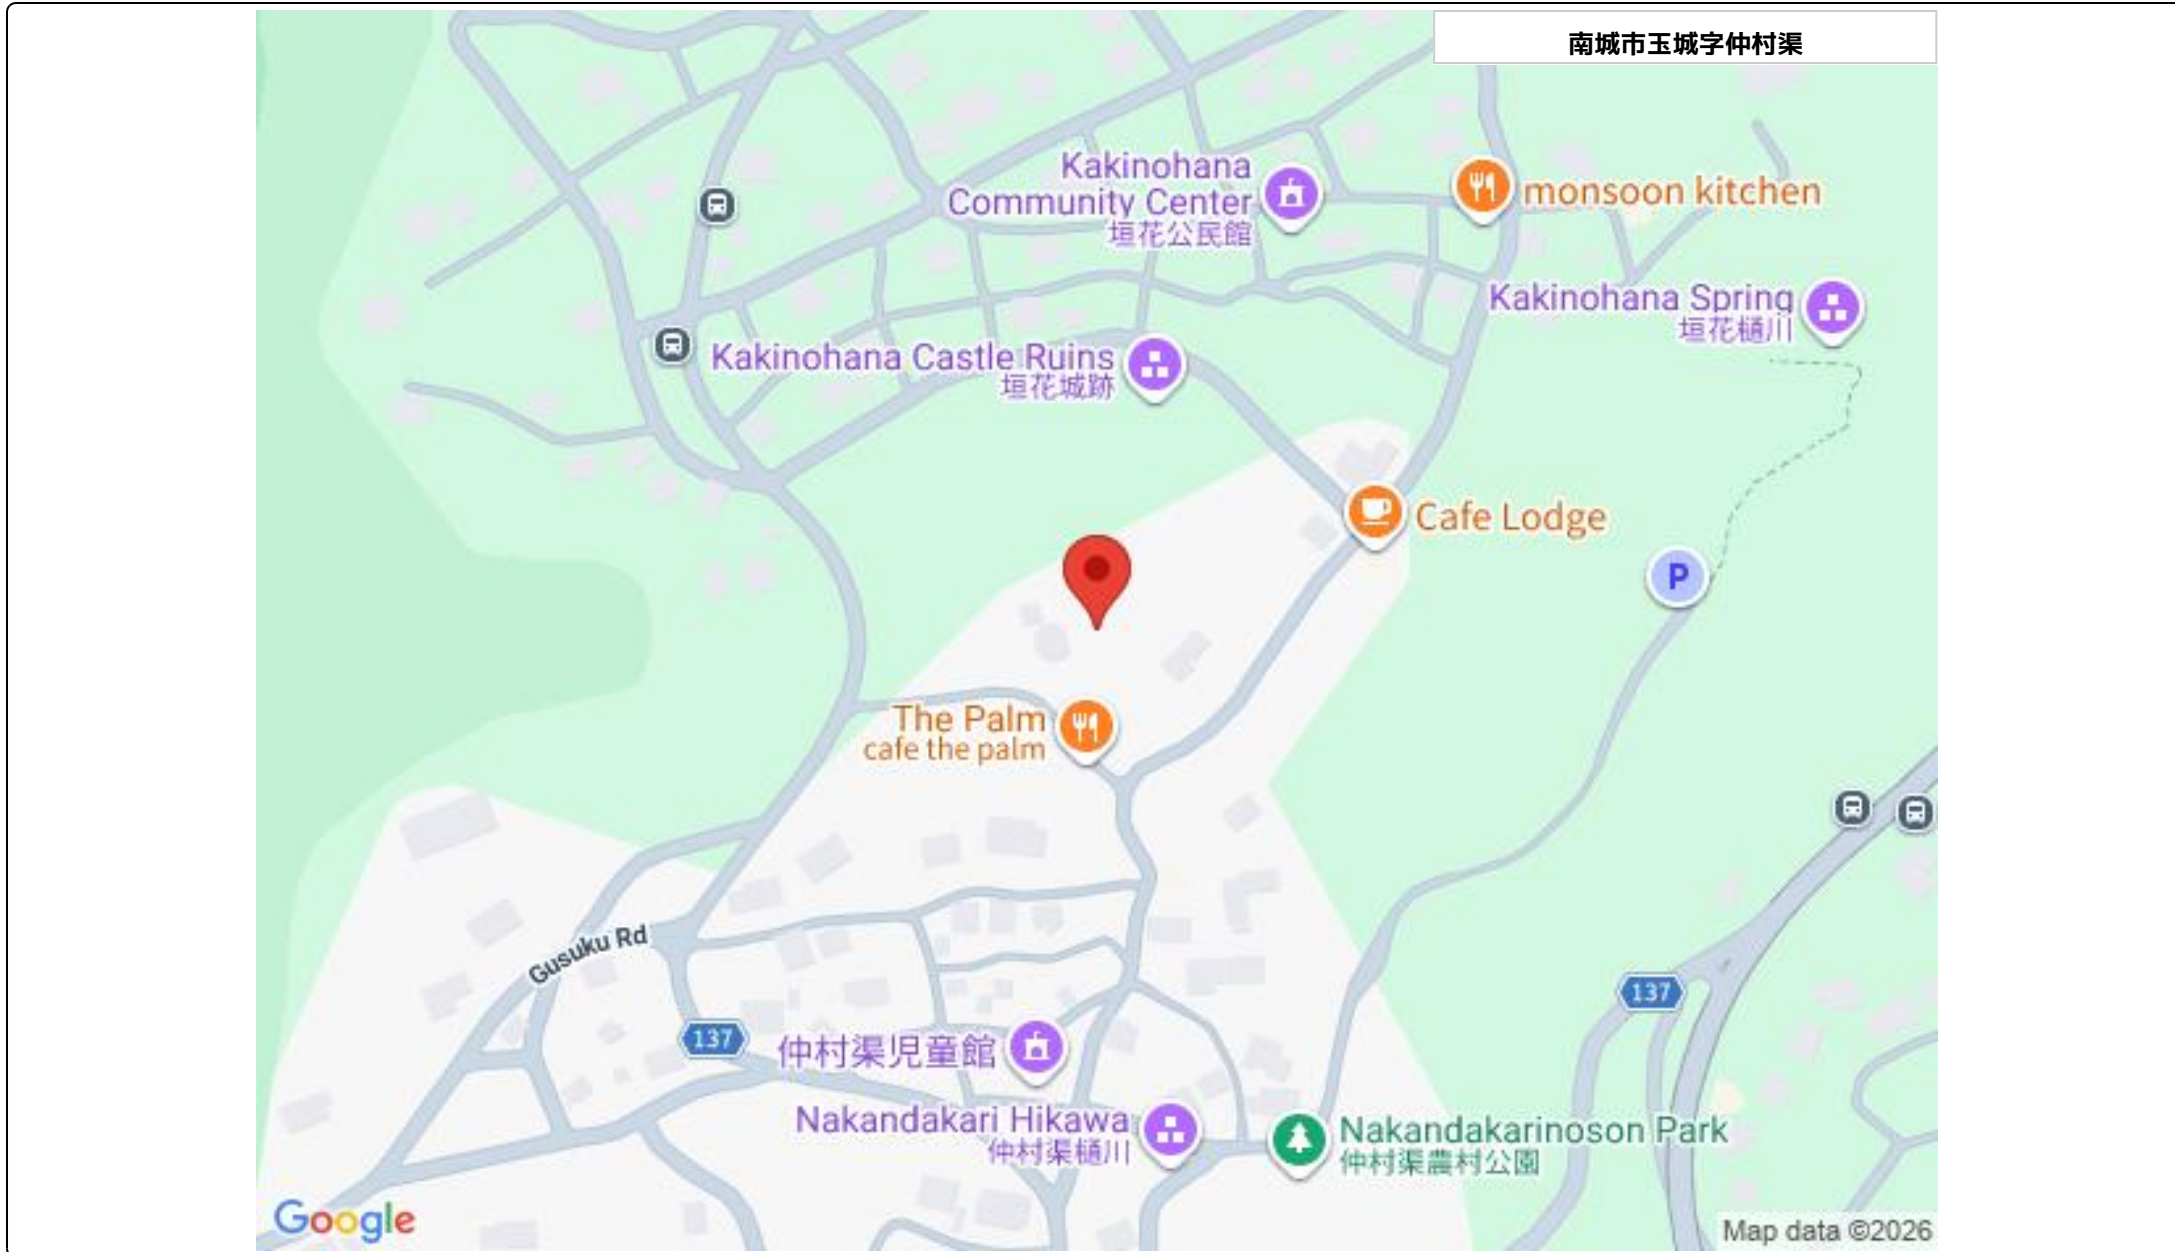 南城市玉城字仲村渠
Kakinohana
Community Center
垣花公民館
monsoon kitchen
Kakinohana Spring
垣花樋川
Kakinohana Castle Ruins
垣花城跡
Cafe Lodge
P
The Palm
cafe the palm
Gusuku Rd
137
137
仲村渠児童館
Nakandakari Hikawa
仲村渠樋川
Nakandakarinoson Park
仲村渠農村公園
Google
Map data ©2026